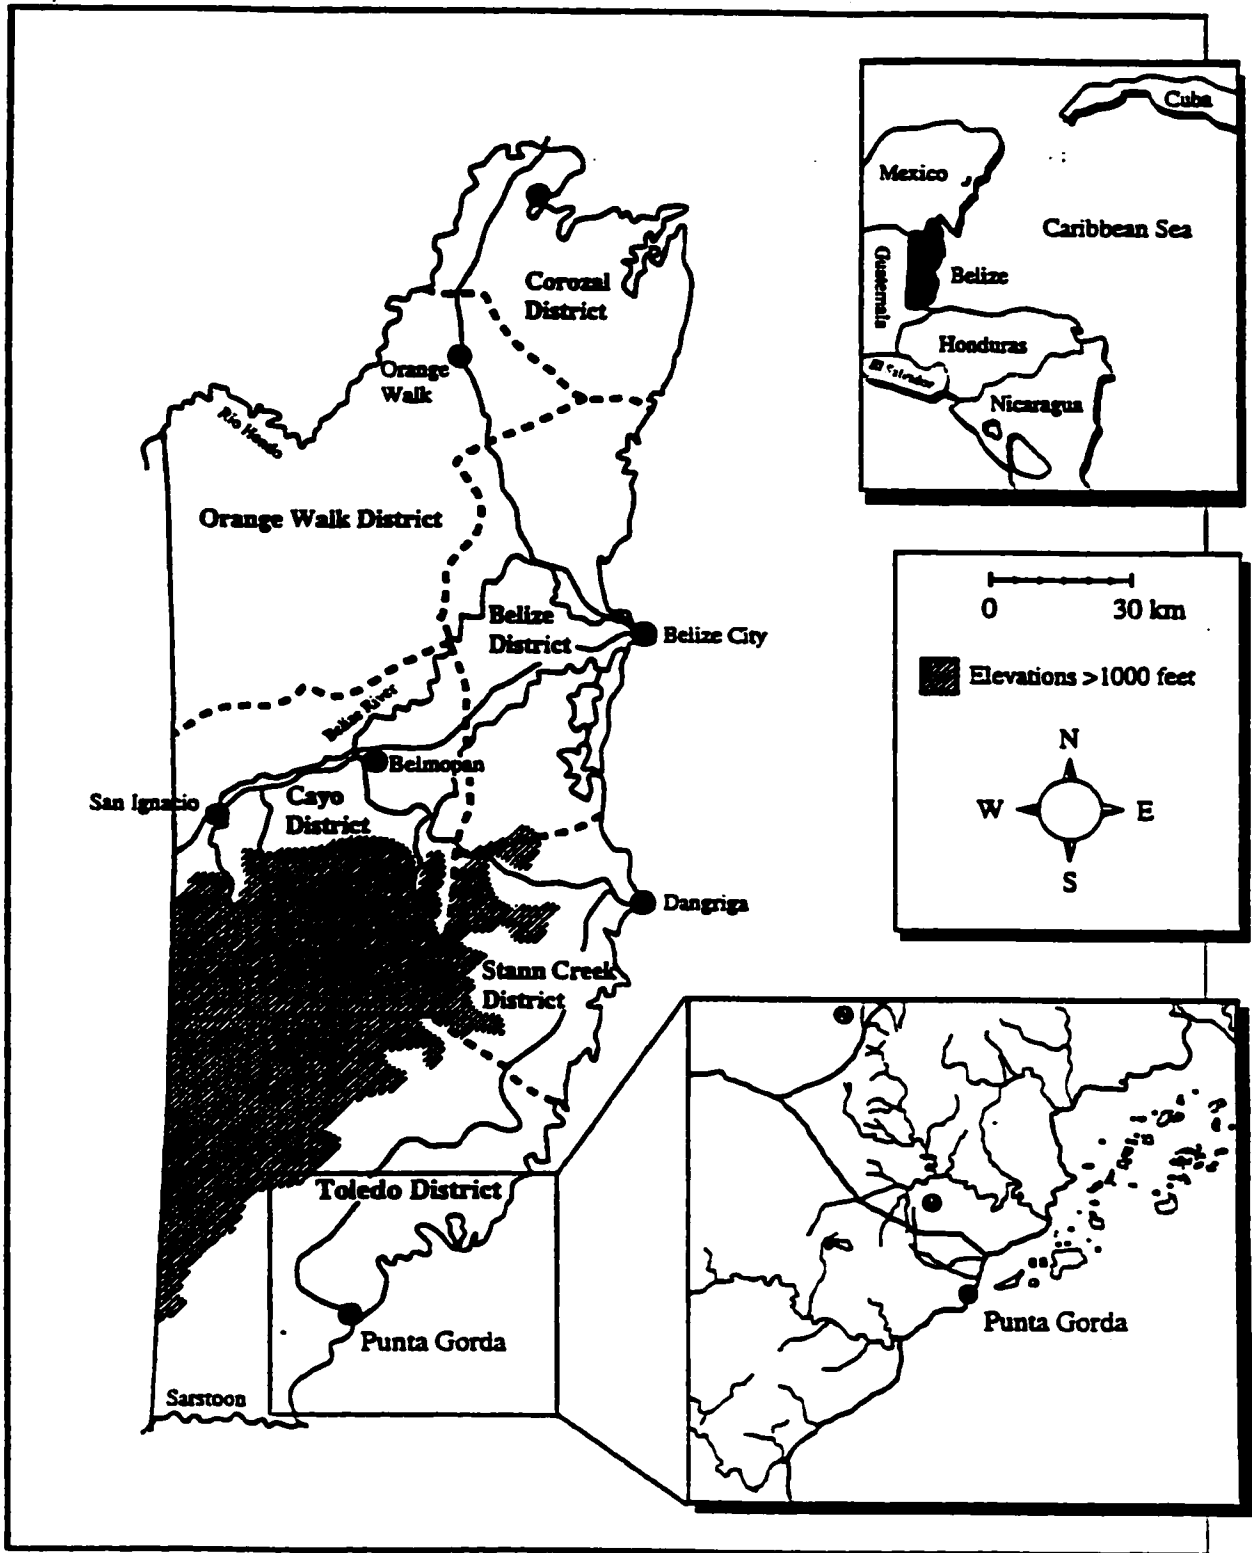 Cuba
Mexico
Caribbean Sea
Guatemala
Belize
Honduras
El Salvador
Nicaragua
Corozal
District
Orange
Walk
Rio Hondo
Orange Walk District
Belize
District
Belize City
Belize River
Belmopan
San Ignacio
Cayo
District
Dangriga
Stann Creek
District
Toledo District
Punta Gorda
Sarstoon
0 30 km
Elevations >1000 feet
N
W E
S
Punta Gorda